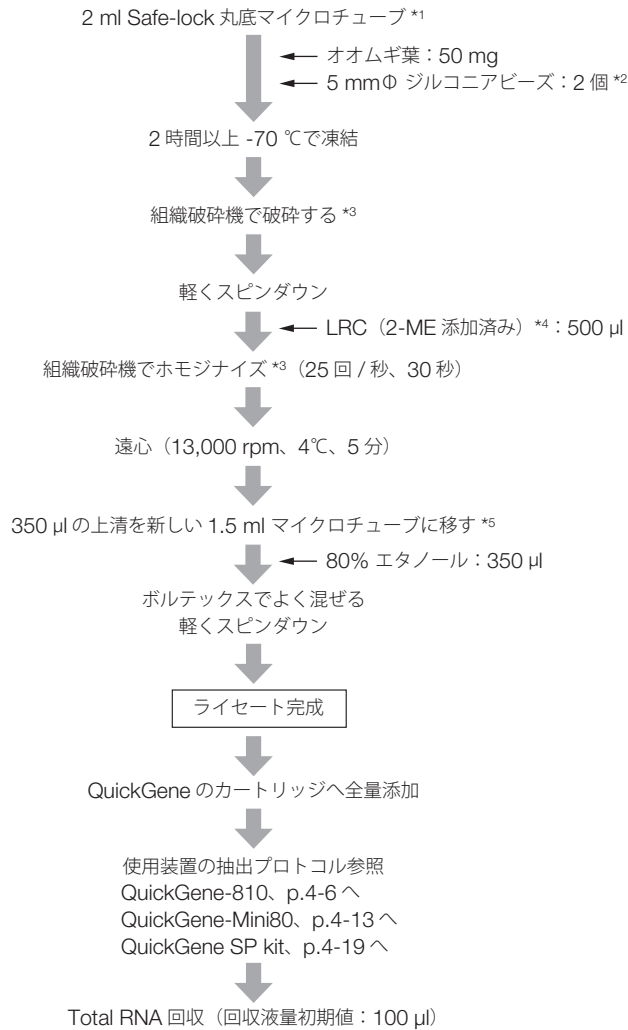 2 ml Safe-lock 丸底マイクロチューブ *1
オオムギ葉：50 mg
5 mmΦ ジルコニアビーズ：2 個 *2
2 時間以上 -70 ℃で凍結
組織破砕機で破砕する *3
軽くスピンダウン
LRC（2-ME 添加済み）*4：500 µl
組織破砕機でホモジナイズ *3（25 回 / 秒、30 秒）
遠心（13,000 rpm、4℃、5 分）
350 µl の上清を新しい 1.5 ml マイクロチューブに移す *5
80% エタノール：350 µl
ボルテックスでよく混ぜる
軽くスピンダウン
ライセート完成
QuickGene のカートリッジへ全量添加
使用装置の抽出プロトコル参照
QuickGene-810、p.4-6 へ
QuickGene-Mini80、p.4-13 へ
QuickGene SP kit、p.4-19 へ
Total RNA 回収（回収液量初期値：100 µl）